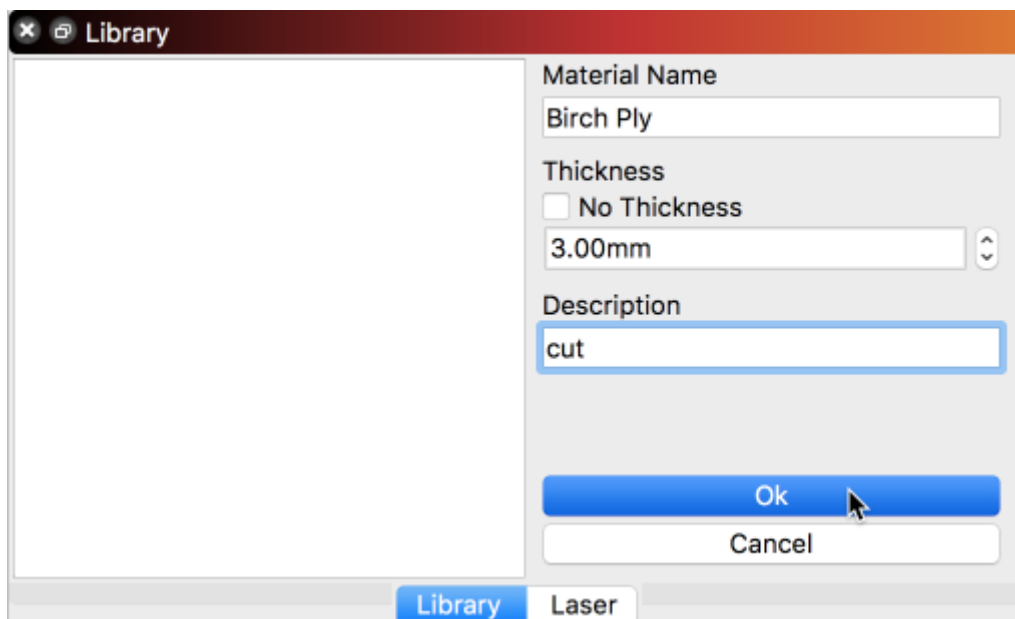 Library
Material Name
Birch Ply
Thickness
No Thickness
3.00mm
Description
cut
Ok
Cancel
Library
Laser